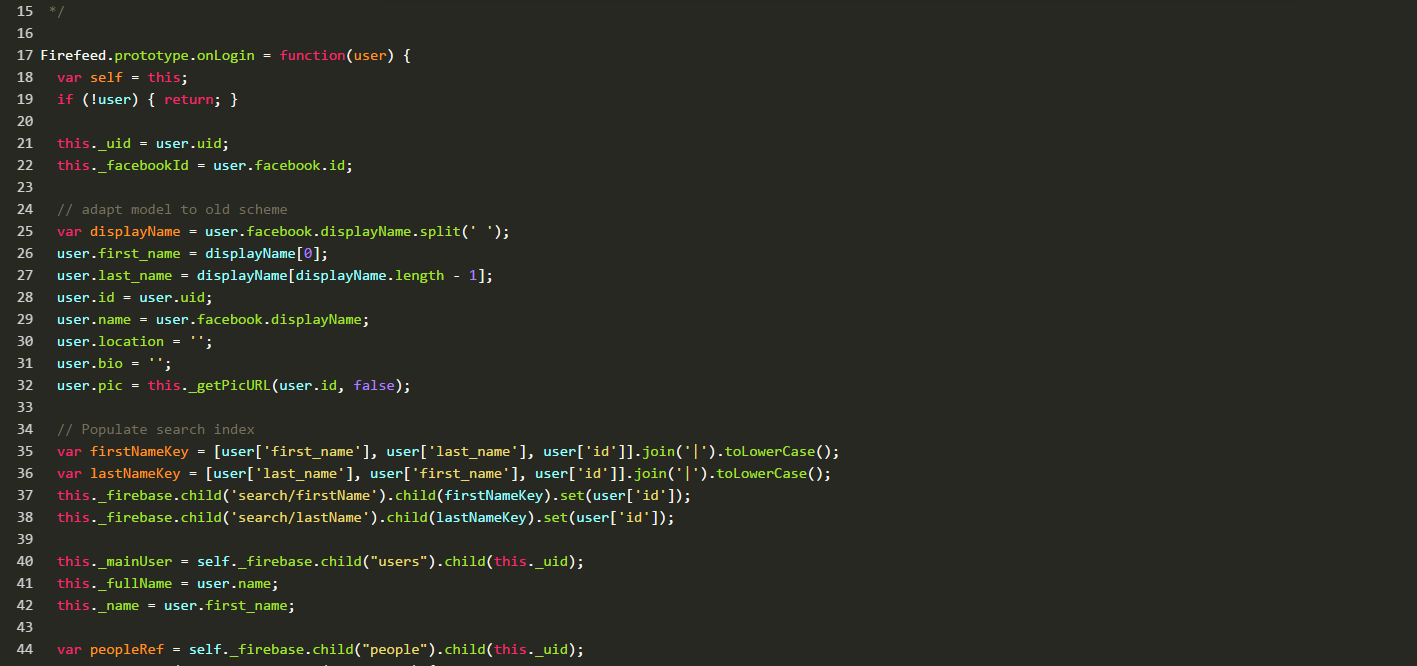 15  */
16
17 Firefeed.prototype.onLogin = function(user) {
18   var self = this;
19   if (!user) { return; }
20
21   this._uid = user.uid;
22   this._facebookId = user.facebook.id;
23
24   // adapt model to old scheme
25   var displayName = user.facebook.displayName.split(' ');
26   user.first_name = displayName[0];
27   user.last_name = displayName[displayName.length - 1];
28   user.id = user.uid;
29   user.name = user.facebook.displayName;
30   user.location = '';
31   user.bio = '';
32   user.pic = this._getPicURL(user.id, false);
33
34   // Populate search index
35   var firstNameKey = [user['first_name'], user['last_name'], user['id']].join('|').toLowerCase();
36   var lastNameKey = [user['last_name'], user['first_name'], user['id']].join('|').toLowerCase();
37   this._firebase.child('search/firstName').child(firstNameKey).set(user['id']);
38   this._firebase.child('search/lastName').child(lastNameKey).set(user['id']);
39
40   this._mainUser = self._firebase.child("users").child(this._uid);
41   this._fullName = user.name;
42   this._name = user.first_name;
43
44   var peopleRef = self._firebase.child("people").child(this._uid);